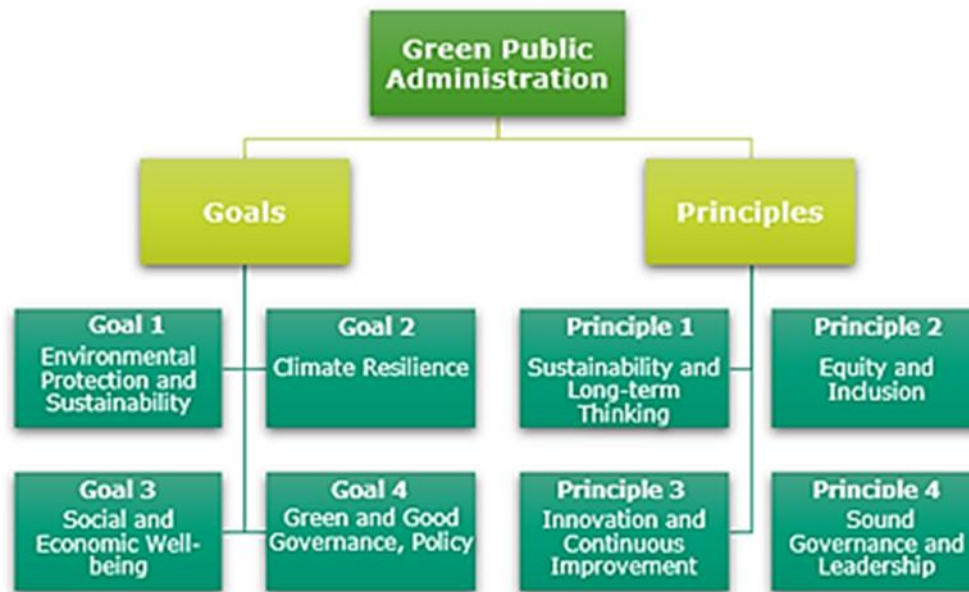 Green Public
Administration
Goals
Principles
Goal 1
Environmental
Protection and
Sustainability
Goal 2
Climate Resilience
Goal 3
Social and
Economic Well-
being
Goal 4
Green and Good
Governance, Policy
Principle 1
Sustainability and
Long-term
Thinking
Principle 2
Equity and
Inclusion
Principle 3
Innovation and
Continuous
Improvement
Principle 4
Sound
Governance and
Leadership